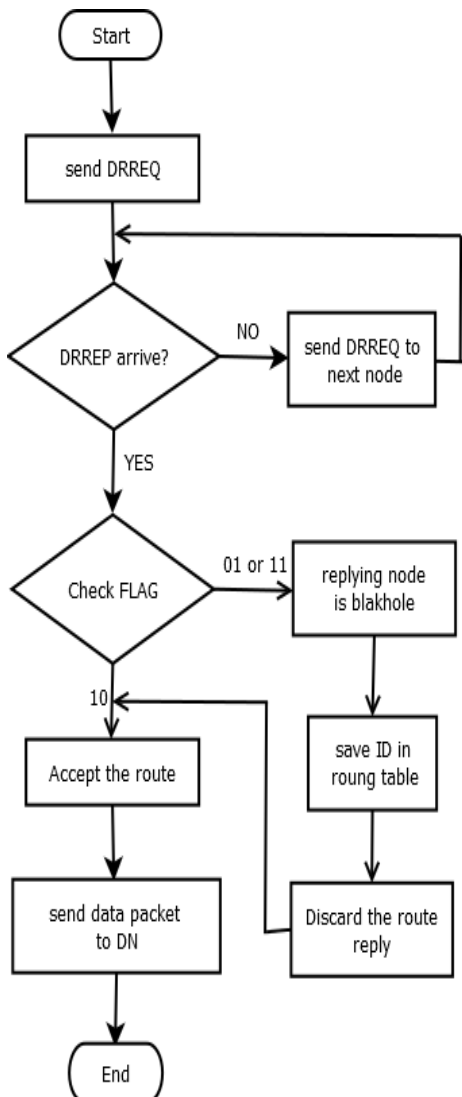 Start
send DRREQ
DRREP arrive?
NO
send DRREQ to
next node
YES
Check FLAG
01 or 11
replying node
is blakhole
10
Accept the route
save ID in
roung table
send data packet
to DN
Discard the route
reply
End